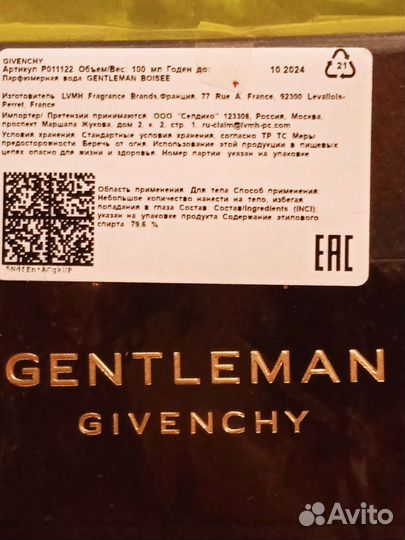 GIVENCHY
Артикул P011122 Объем/Вес: 100 мл Годен до: 10.2024
Парфюмерная вода GENTLEMAN BOISEE
21
Изготовитель: LVMH Fragrance Brands.Франция, 77 Rue A. France, 92300 Levallois-
Perret, France
Импортер/ Претензии принимаются: ООО "Селдико" 123308, Россия, Москва,
проспект Маршала Жукова, дом 2, к. 2, стр. 1, ru-claim@lvmh-pc.com
Условия хранения: Стандартные условия хранения, согласно ТР ТС Меры
предосторожности: Беречь от огня. Использование этой продукции в пищевых
целях опасно для жизни и здоровья. Номер партии: указан на упаковке
Область применения: Для тела Способ применения:
Небольшое количество нанести на тело, избегая
попадания в глаза Состав: Состав/Ingredients (INCI):
указан на упаковке продукта Содержание этилового
спирта: 79,6 %
EAC
GENTLEMAN
GIVENCHY
Avito